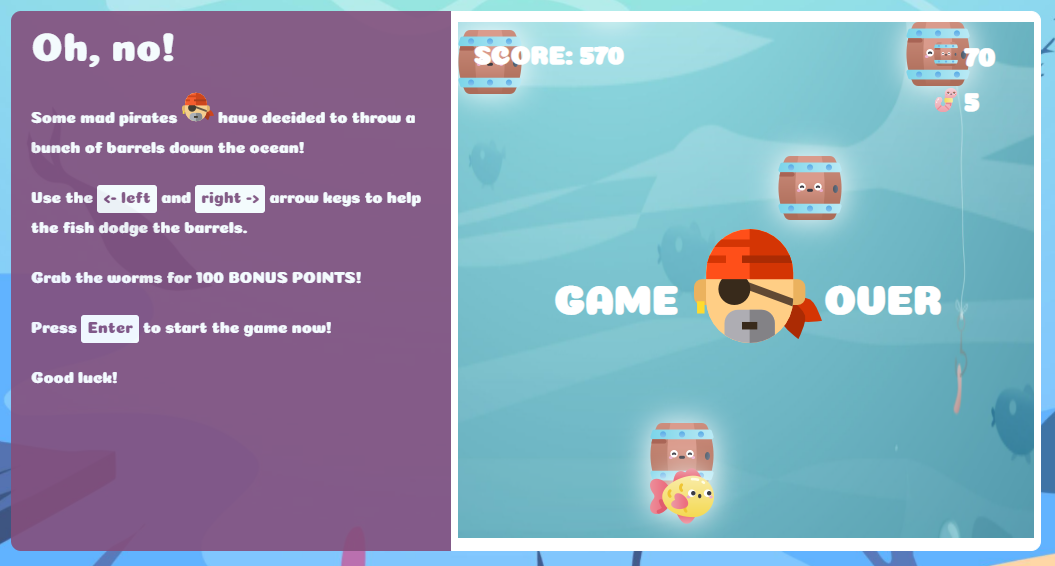 Oh, no!
Some mad pirates have decided to throw a
bunch of barrels down the ocean!
Use the <- left and right -> arrow keys to help
the fish dodge the barrels.
Grab the worms for 100 BONUS POINTS!
Press Enter to start the game now!
Good luck!
SCORE: 570
70
5
GAME OVER